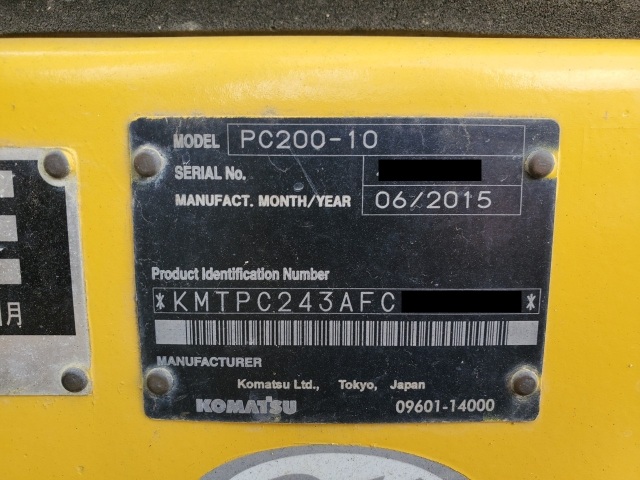 MODEL PC200-10
SERIAL No.
MANUFACT. MONTH/YEAR 06/2015
Product Identification Number
*KMTPC243AFC *
MANUFACTURER
Komatsu Ltd., Tokyo, Japan
KOMATSU 09601-14000
月